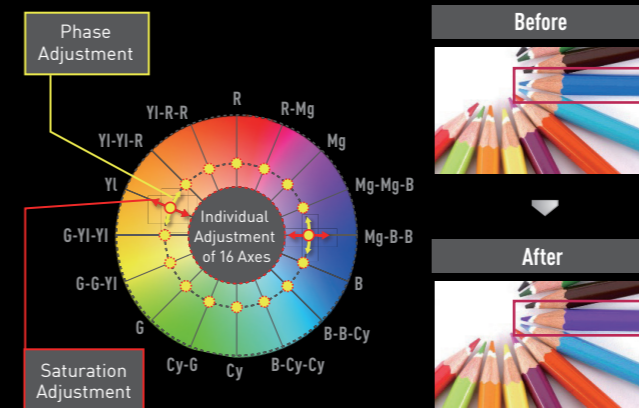 Phase
Adjustment
Before
R
Yl-R-R
R-Mg
Yl-Yl-R
Mg
Yl
Mg-Mg-B
Individual
Adjustment
of 16 Axes
G-Yl-Yl
Mg-B-B
After
G-G-Yl
B
G
B-B-Cy
Cy-G
Cy
B-Cy-Cy
Saturation
Adjustment